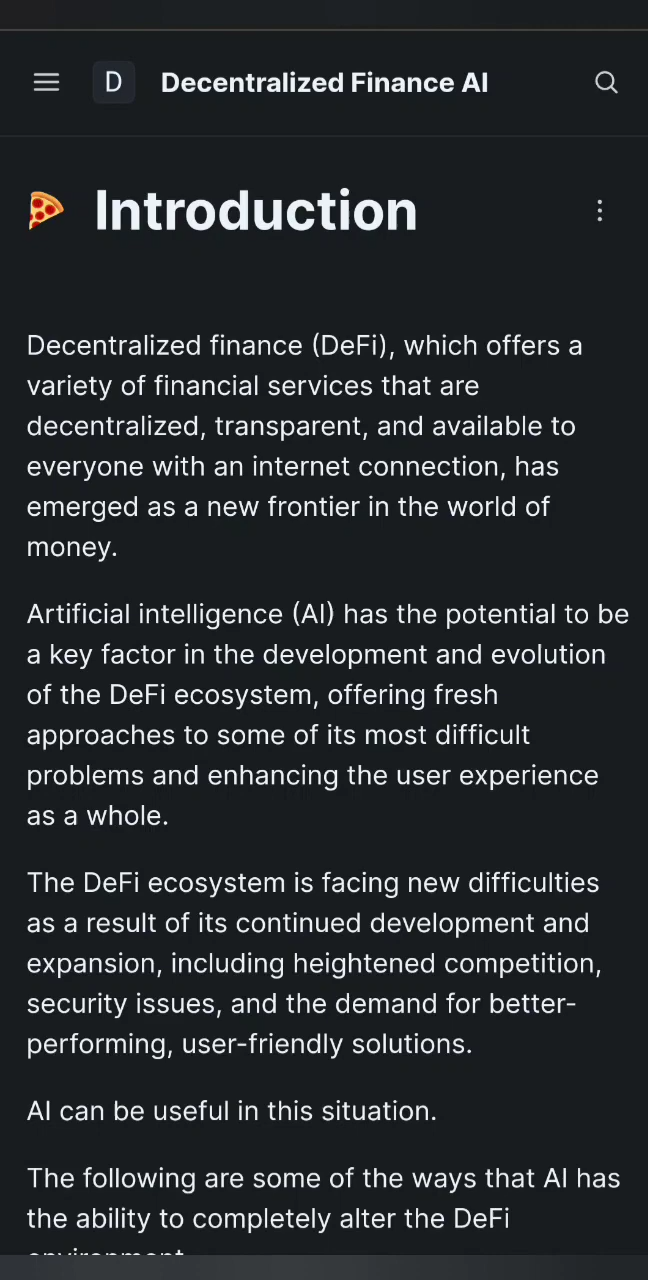 D Decentralized Finance AI
Introduction
Decentralized finance (DeFi), which offers a
variety of financial services that are
decentralized, transparent, and available to
everyone with an internet connection, has
emerged as a new frontier in the world of
money.
Artificial intelligence (AI) has the potential to be
a key factor in the development and evolution
of the DeFi ecosystem, offering fresh
approaches to some of its most difficult
problems and enhancing the user experience
as a whole.
The DeFi ecosystem is facing new difficulties
as a result of its continued development and
expansion, including heightened competition,
security issues, and the demand for better-
performing, user-friendly solutions.
AI can be useful in this situation.
The following are some of the ways that AI has
the ability to completely alter the DeFi
environment